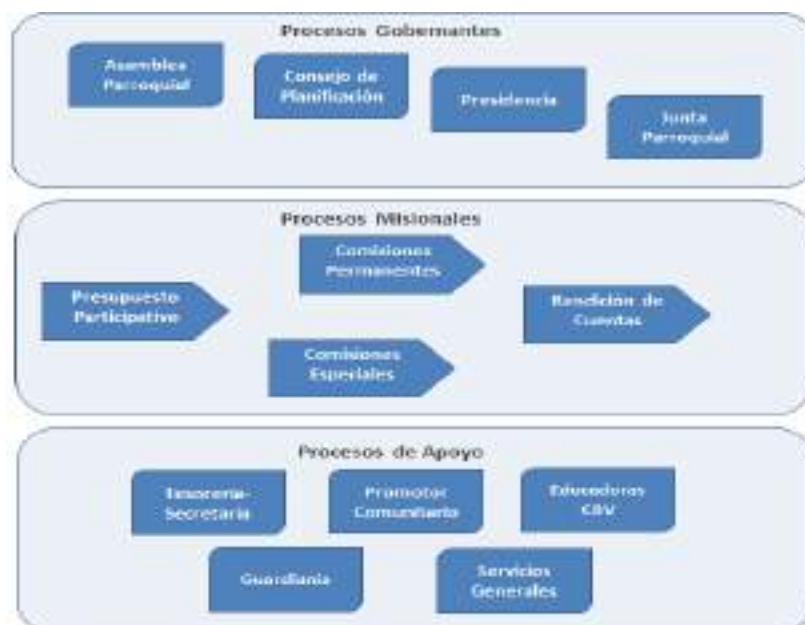 Procesos Gobernantes
Asamblea
Parroquial
Consejo de
Planificación
Presidencia
Junta
Parroquial
Procesos Misionales
Comisiones
Permanentes
Presupuesto
Participativo
Rendición de
Cuentas
Comisiones
Especiales
Procesos de Apoyo
Tesorería-
Secretaria
Promotor
Comunitario
Educadoras
CBV
Guardianía
Servicios
Generales